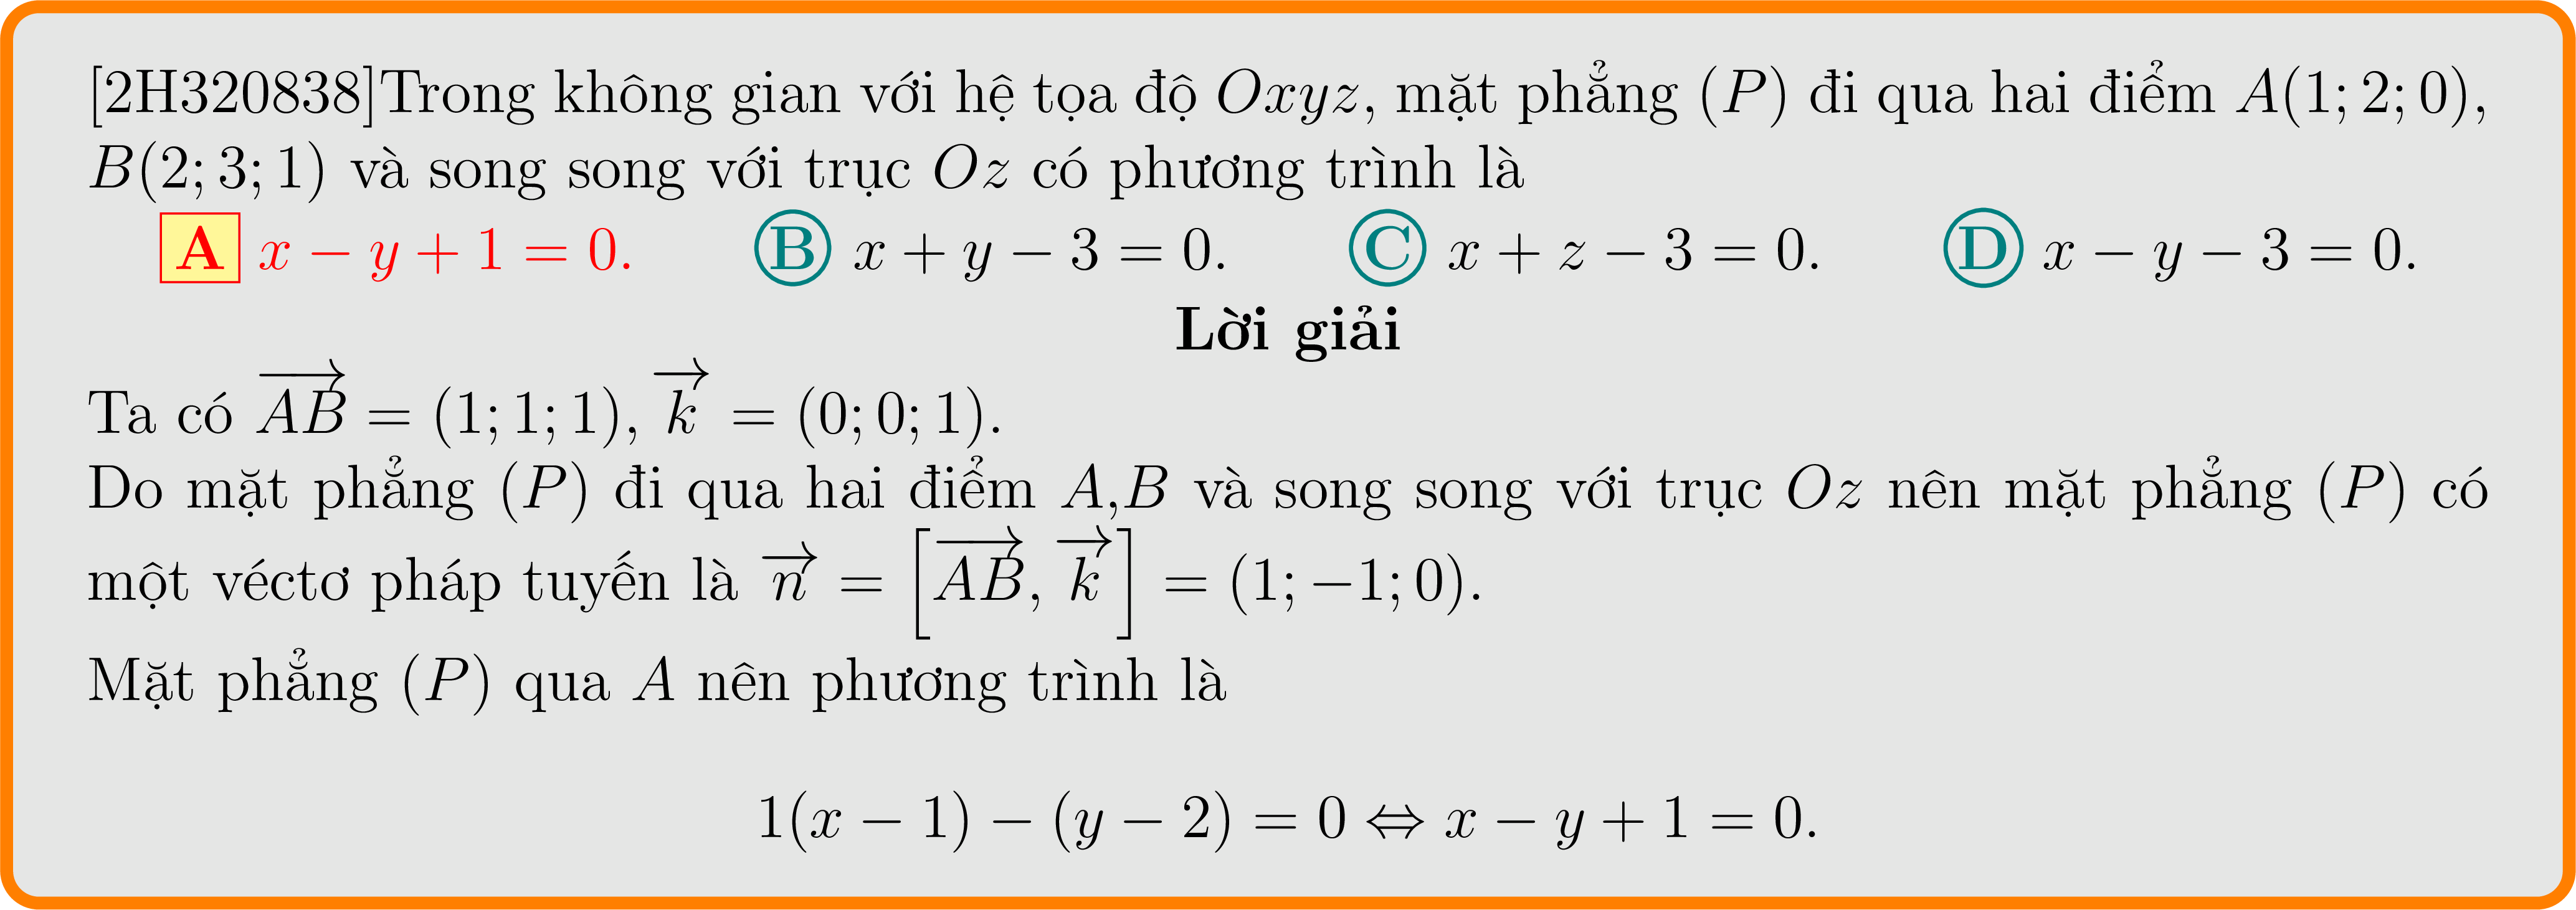 [2H320838]Trong không gian với hệ tọa độ Oxyz, mặt phẳng (P) đi qua hai điểm A(1; 2; 0),
B(2; 3; 1) và song song với trục Oz có phương trình là
A x − y + 1 = 0. B x + y − 3 = 0. C x + z − 3 = 0. D x − y − 3 = 0.
Lời giải
Ta có $\overrightarrow{AB}$ = (1; 1; 1), $\overrightarrow{k}$ = (0; 0; 1).
Do mặt phẳng (P) đi qua hai điểm A,B và song song với trục Oz nên mặt phẳng (P) có
một véctơ pháp tuyến là $\overrightarrow{n}$ = [$\overrightarrow{AB}$, $\overrightarrow{k}$] = (1; −1; 0).
Mặt phẳng (P) qua A nên phương trình là
1(x − 1) − (y − 2) = 0 ⇔ x − y + 1 = 0.